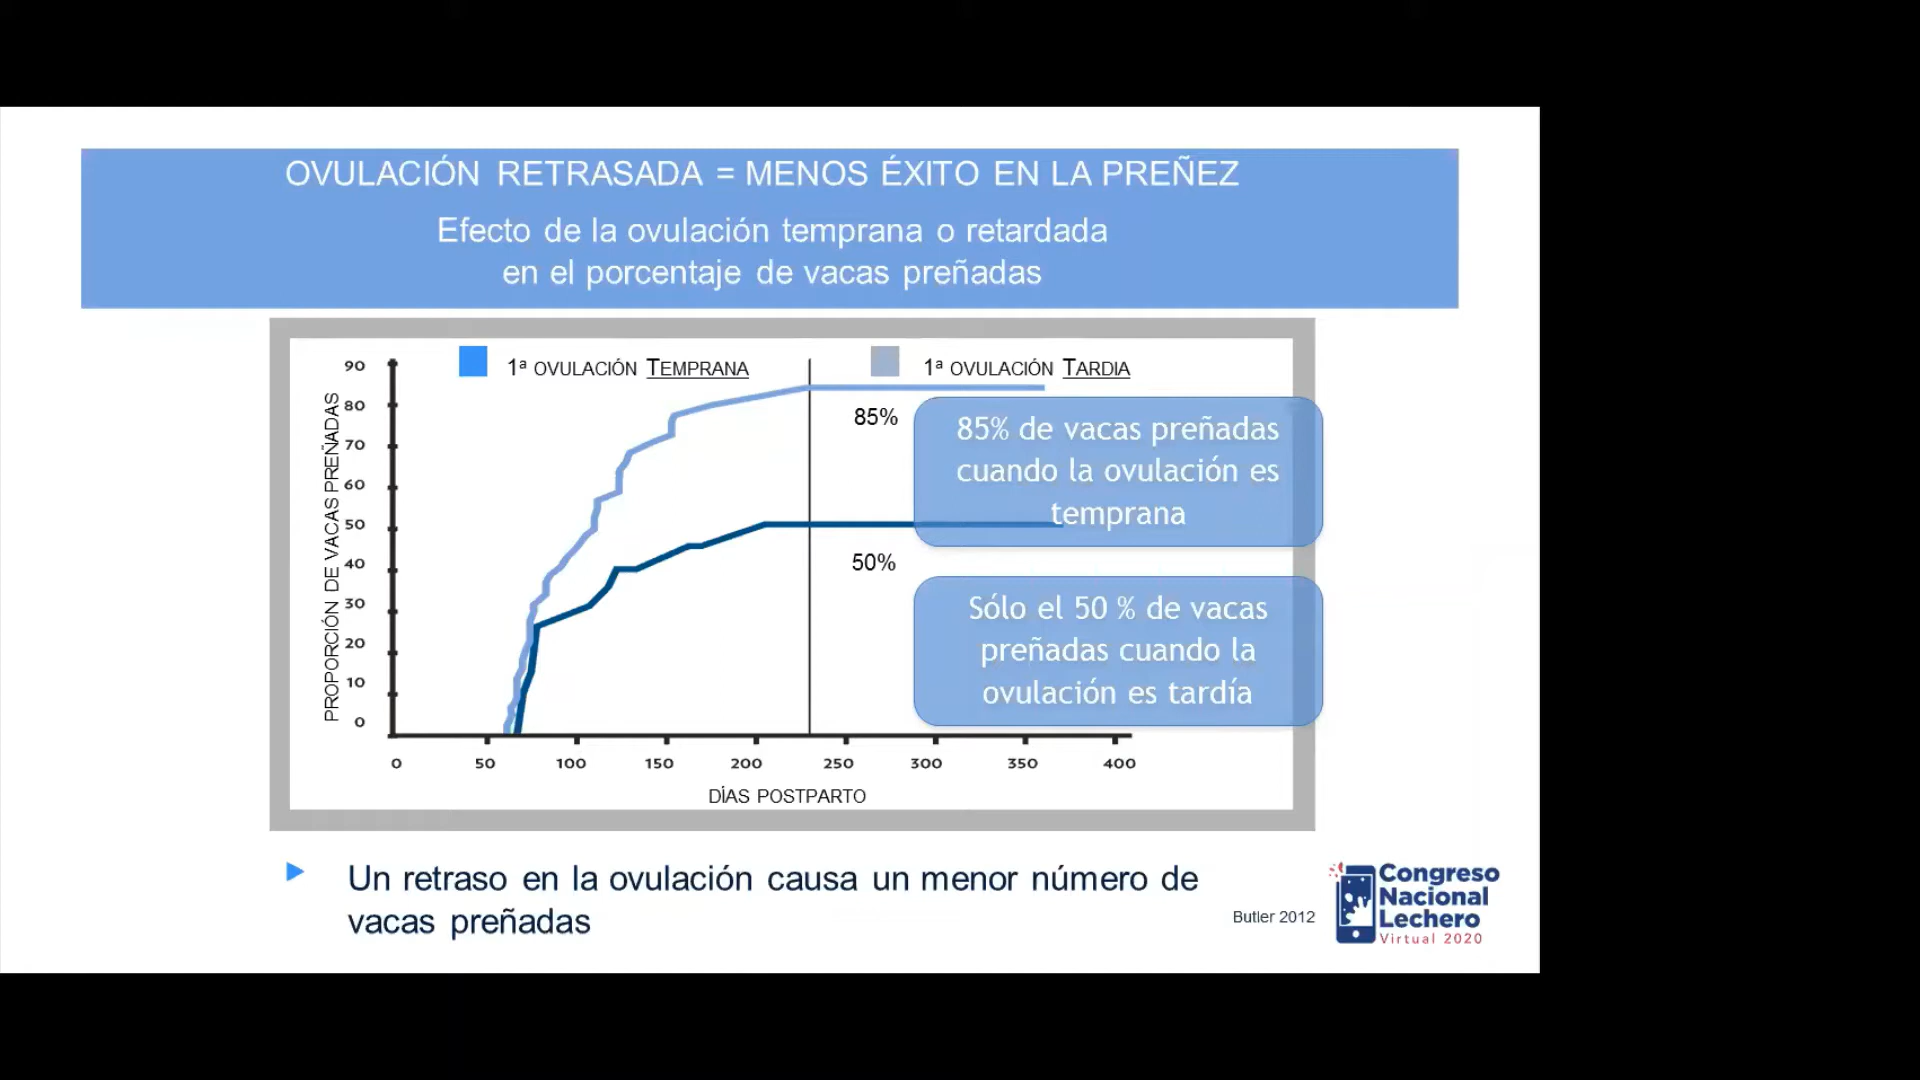 OVULACIÓN RETRASADA = MENOS ÉXITO EN LA PREÑEZ
Efecto de la ovulación temprana o retardada
en el porcentaje de vacas preñadas
1ª OVULACIÓN TEMPRANA
1ª OVULACIÓN TARDIA
PROPORCIÓN DE VACAS PREÑADAS
90
80
70
60
50
40
30
20
10
0
85%
50%
85% de vacas preñadas
cuando la ovulación es
temprana
Sólo el 50 % de vacas
preñadas cuando la
ovulación es tardía
0 50 100 150 200 250 300 350 400
DÍAS POSTPARTO
Un retraso en la ovulación causa un menor número de
vacas preñadas
Butler 2012
Congreso
Nacional
Lechero
Virtual 2020